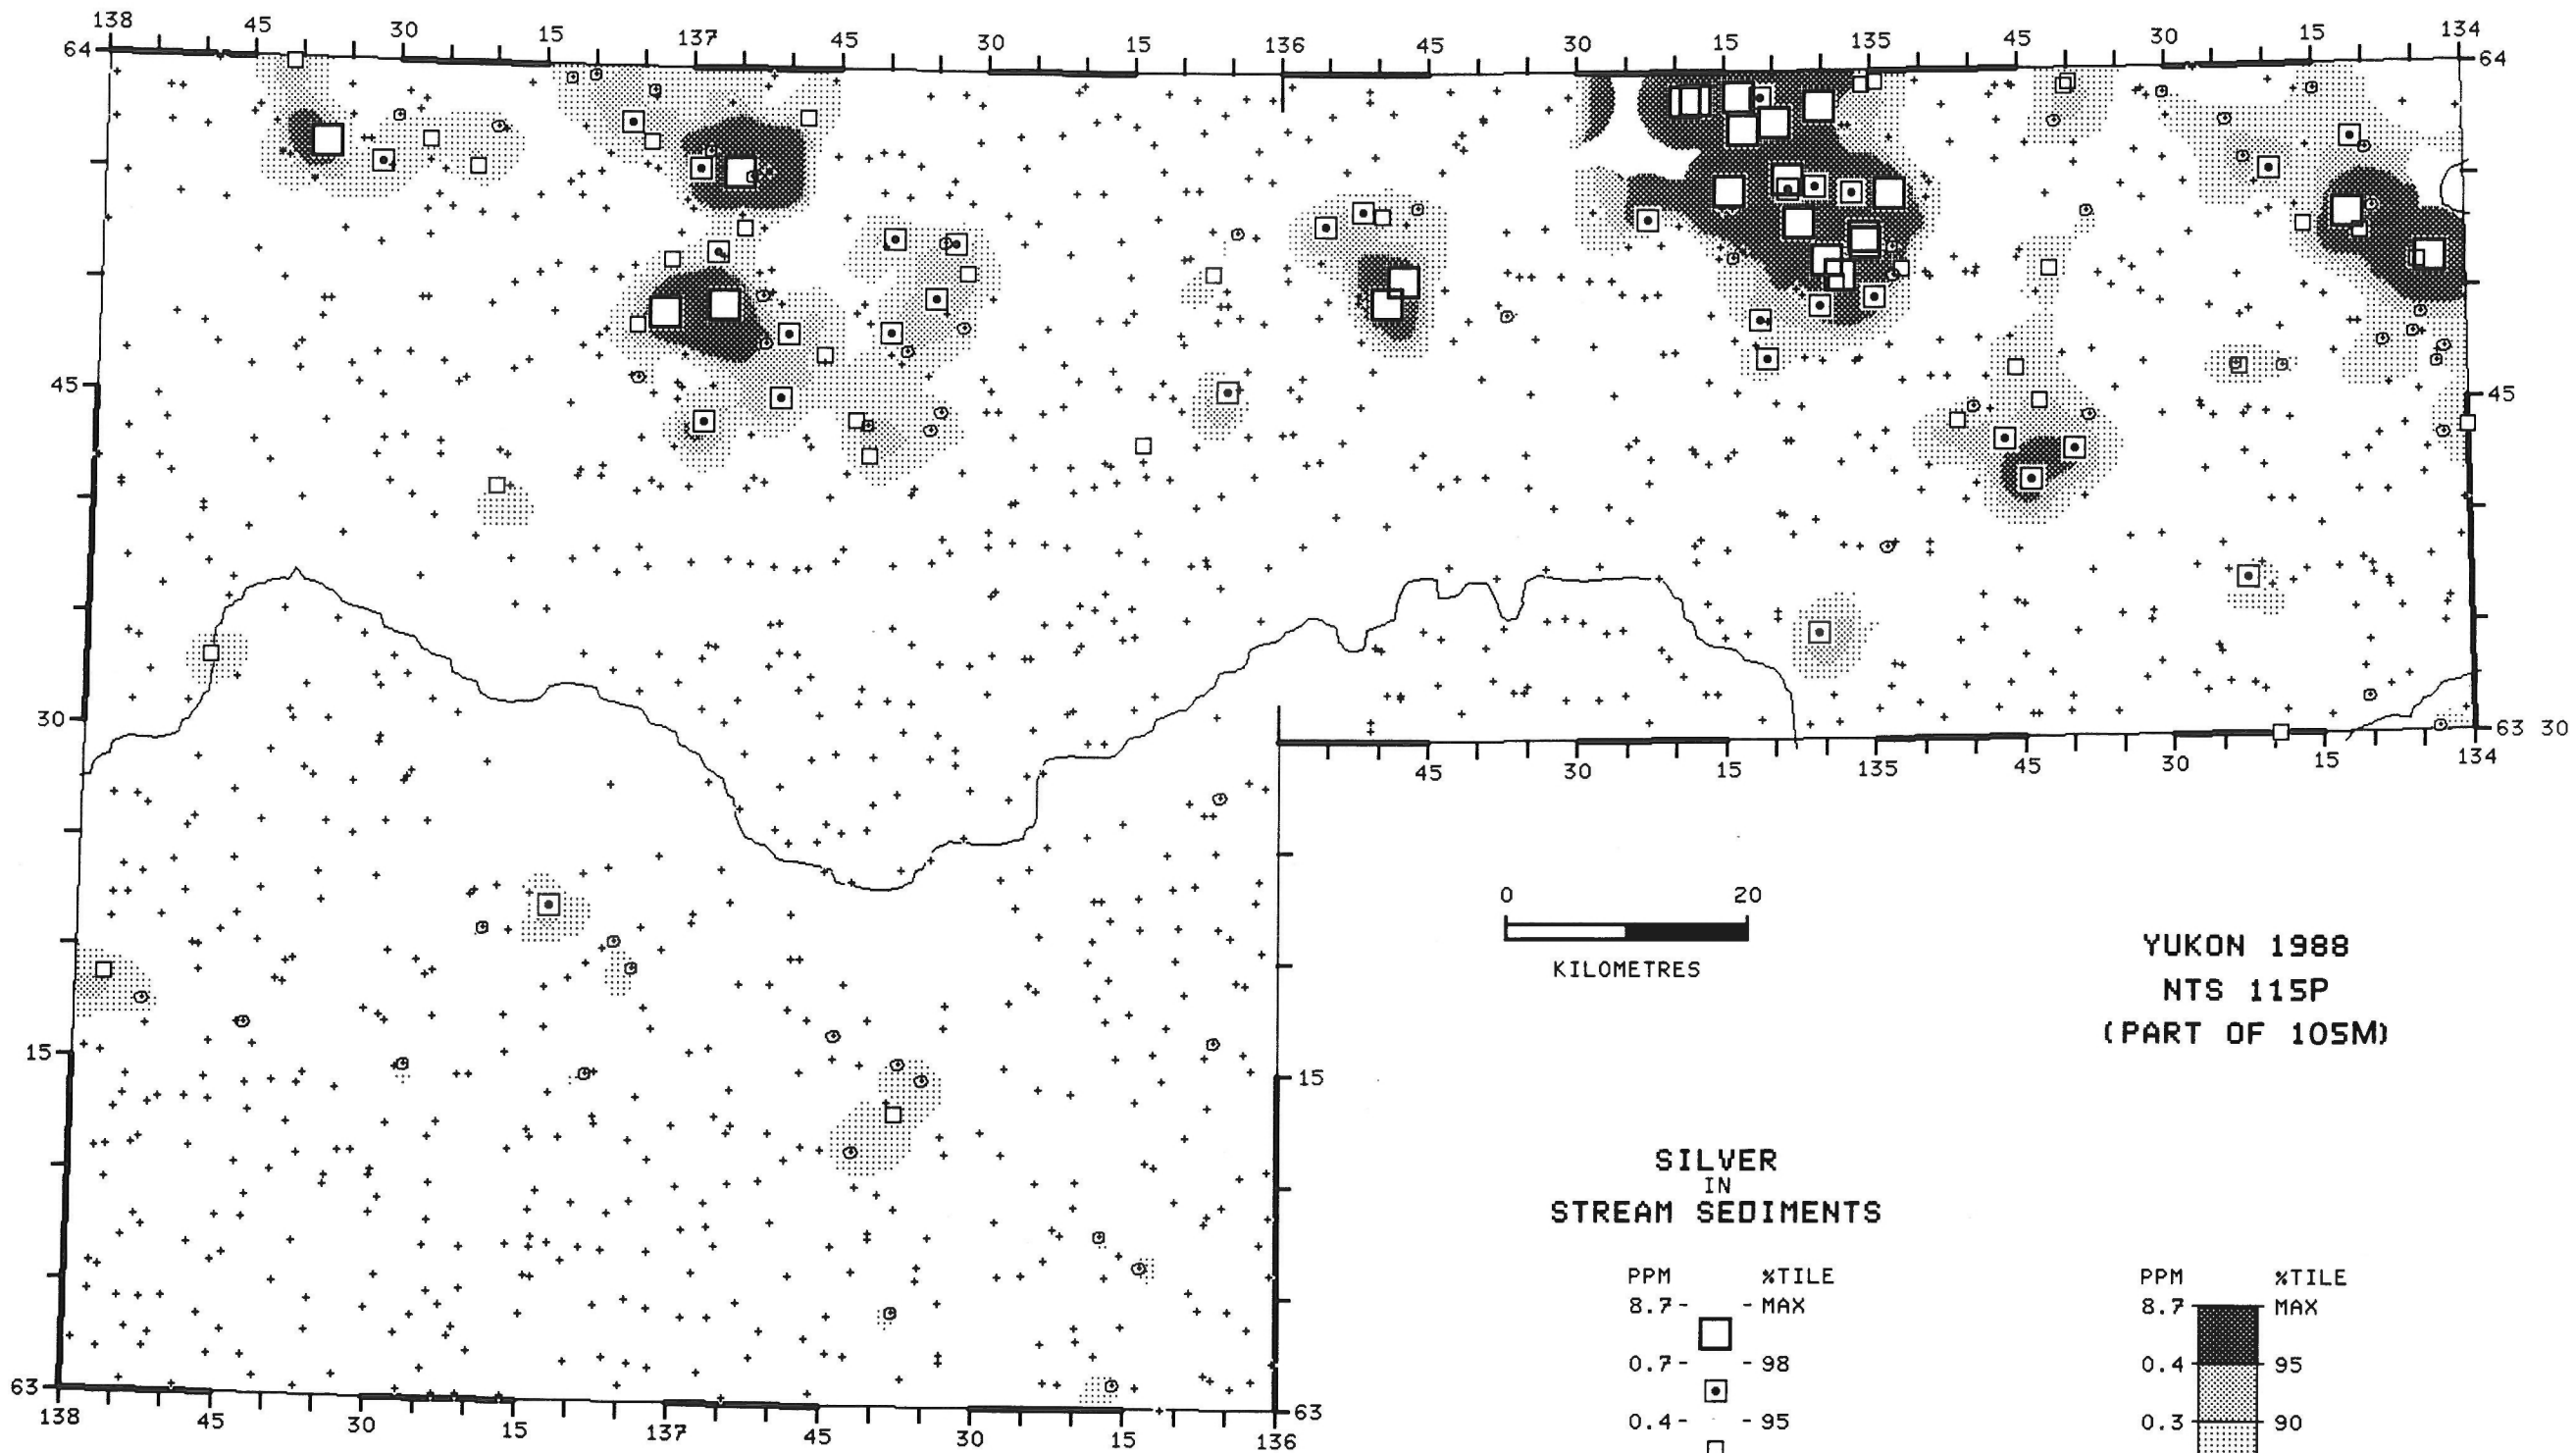 138 45 30 15 137 45 30 15 136 45 30 15 135 45 30 15 134
64 64
45 45
30 63 30
45 30 15 135 45 30 15 134
0 20
KILOMETRES
YUKON 1988
NTS 115P
(PART OF 105M)
15 15
SILVER
IN
STREAM SEDIMENTS
PPM %TILE PPM %TILE
8.7- -MAX 8.7 MAX
0.7- -98 0.4 95
0.4- -95 0.3 90
63 63
138 45 30 15 137 45 30 15 136